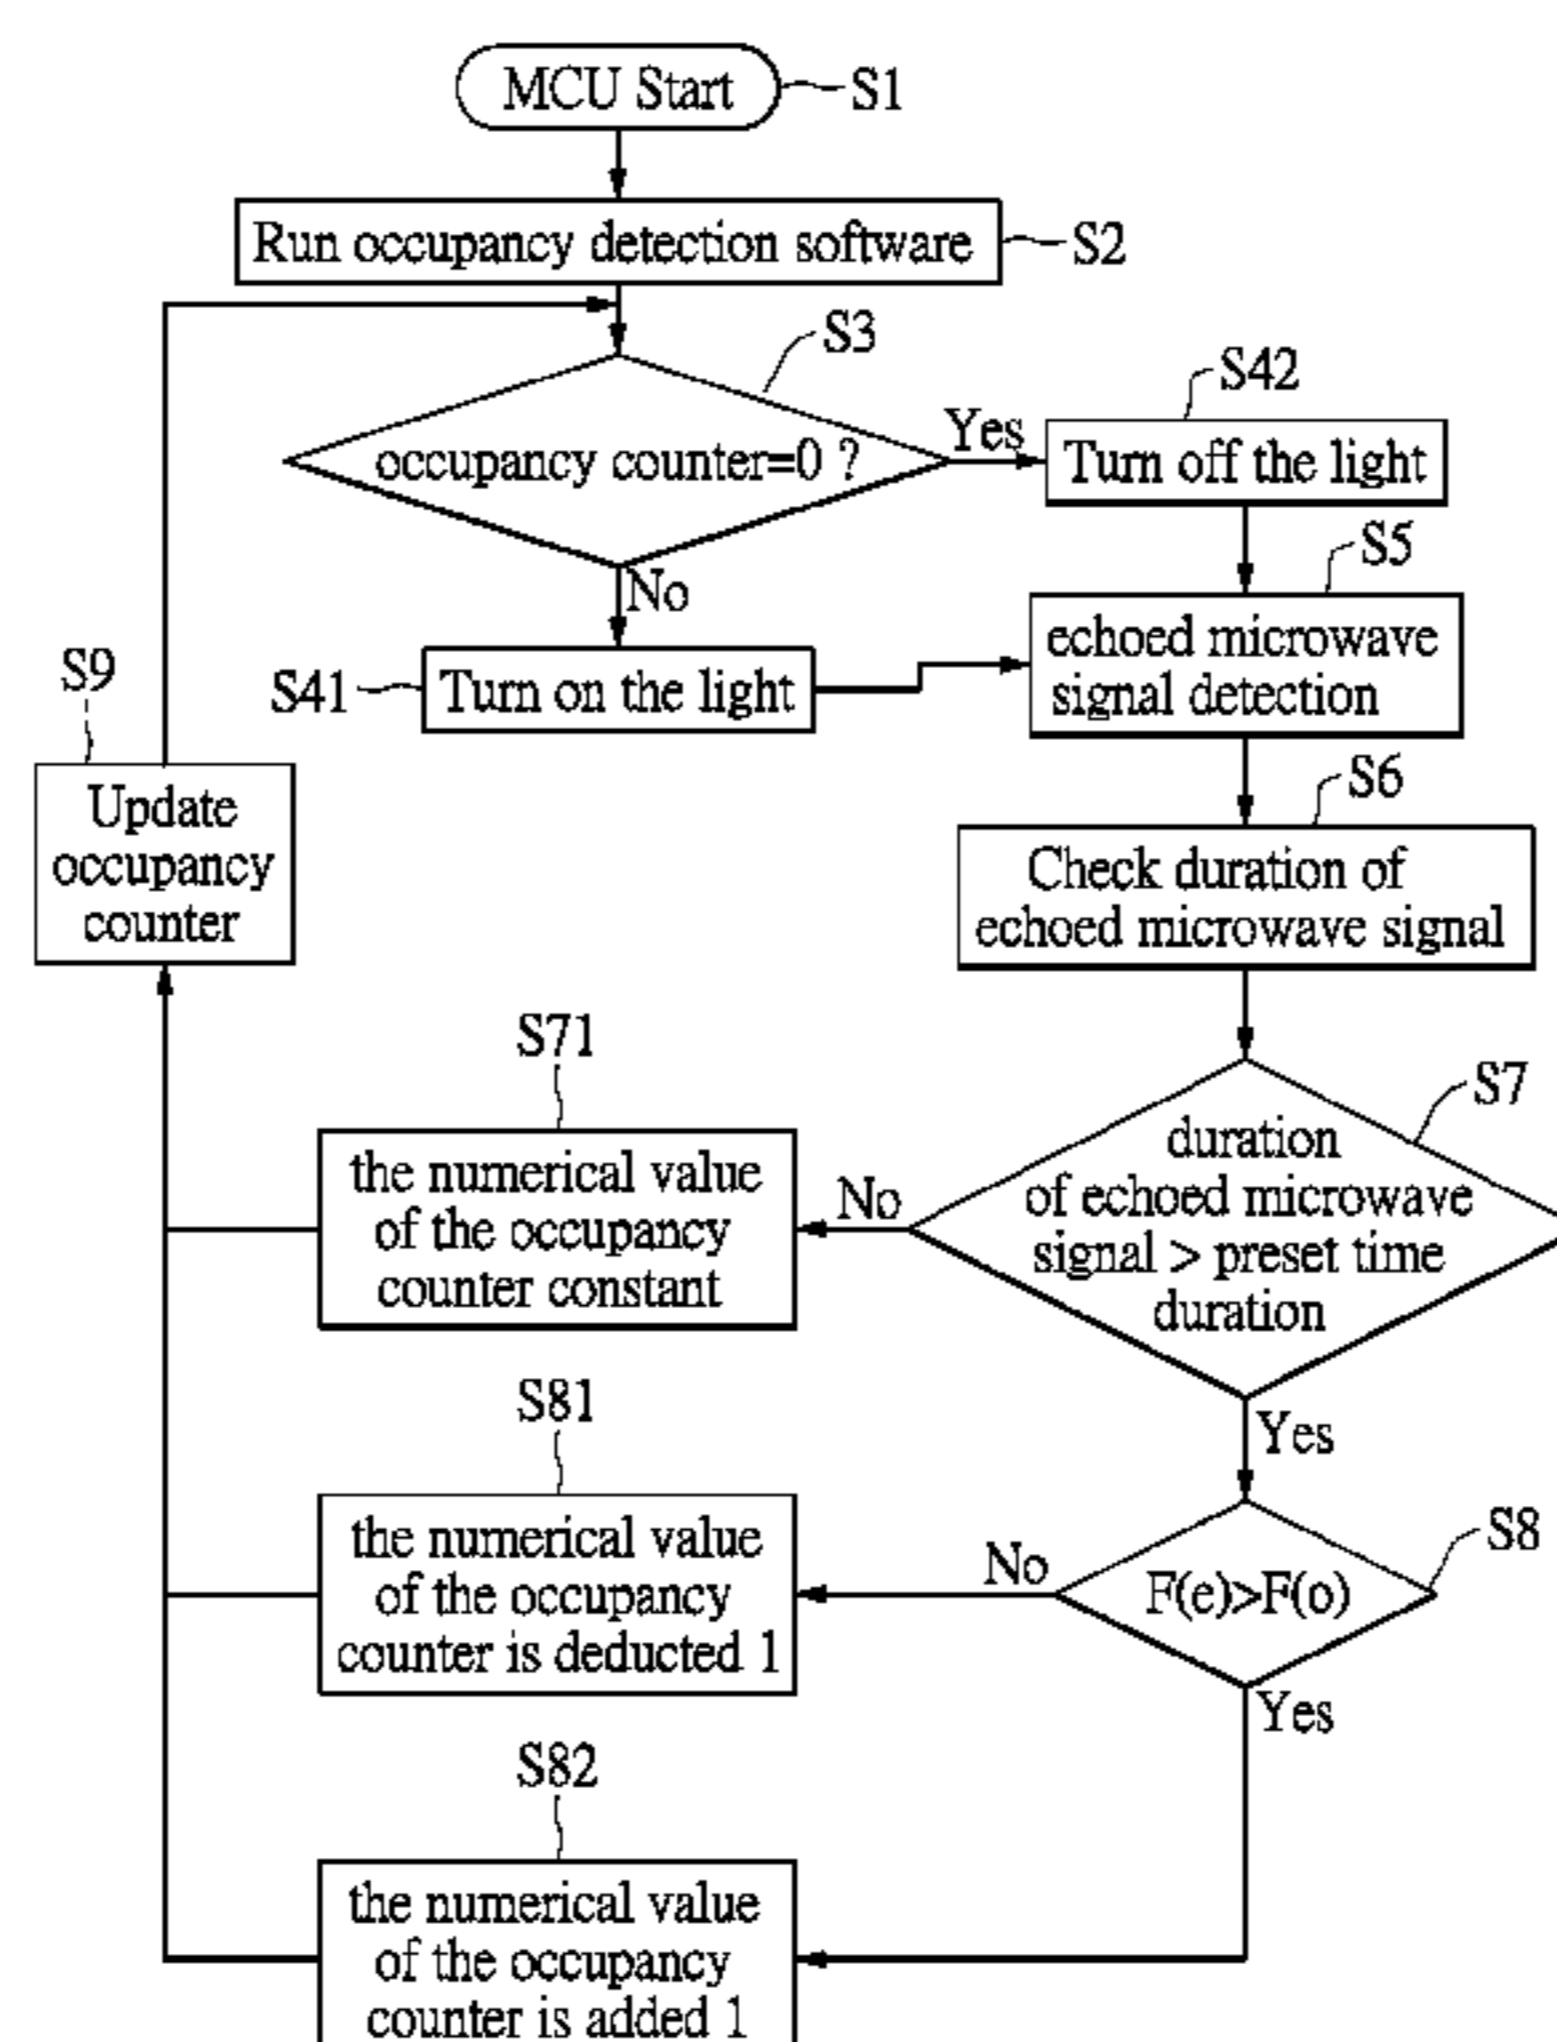 MCU Start
S1
Run occupancy detection software
S2
S3
occupancy counter=0 ?
Yes
S42
Turn off the light
No
S41
Turn on the light
S5
echoed microwave
signal detection
S6
Check duration of
echoed microwave signal
S9
Update
occupancy
counter
S7
duration
of echoed microwave
signal > preset time
duration
No
S71
the numerical value
of the occupancy
counter constant
Yes
S8
F(e)>F(o)
No
S81
the numerical value
of the occupancy
counter is deducted 1
Yes
S82
the numerical value
of the occupancy
counter is added 1